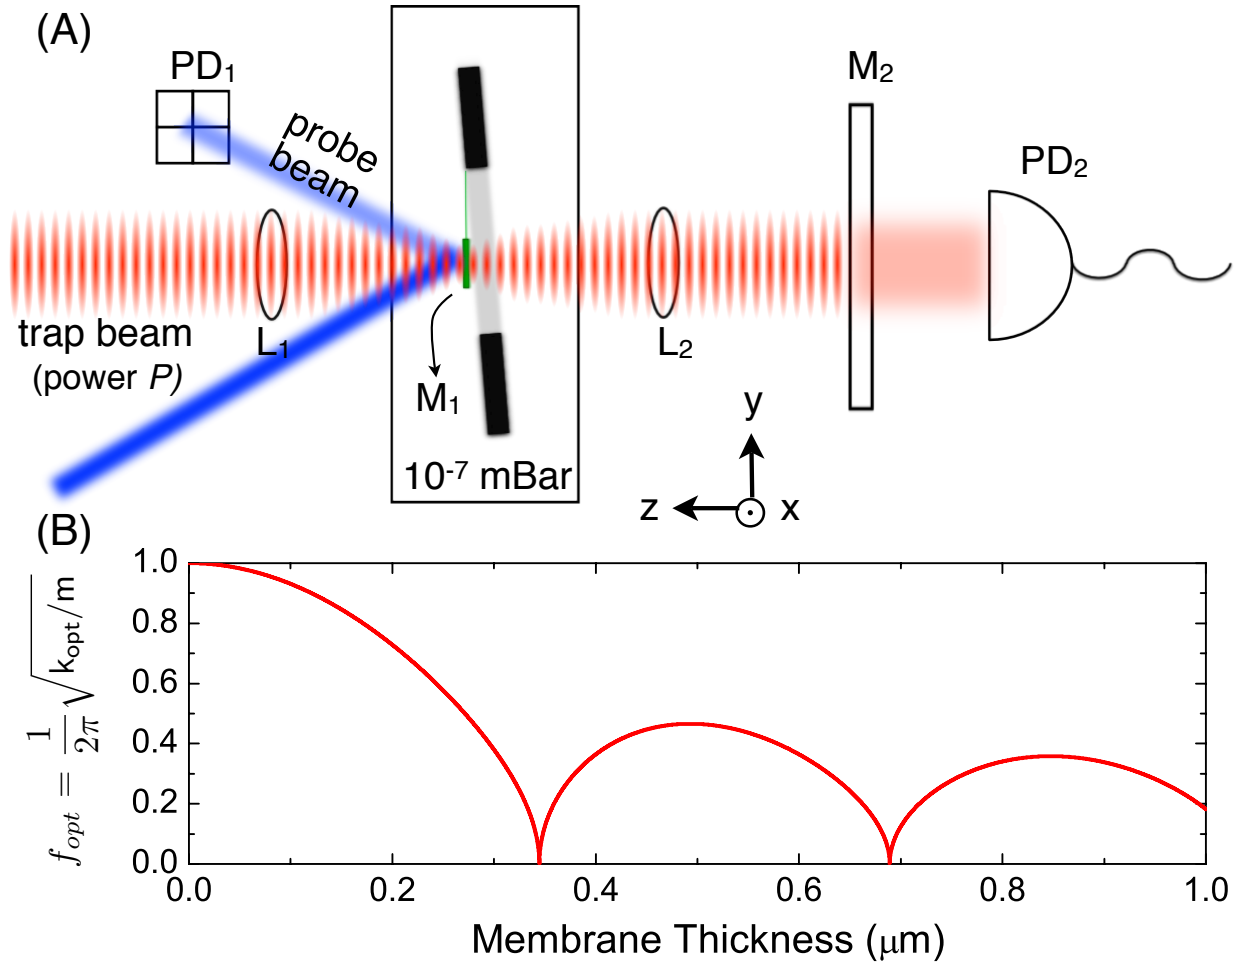 (A)
PD₁
probe
beam
M₂
PD₂
trap beam
(power P)
L₁
L₂
M₁
10⁻⁷ mBar
y
z
x
(B)
f_opt = 1/2π √k_opt/m
1.0
0.8
0.6
0.4
0.2
0.0
0.0 0.2 0.4 0.6 0.8 1.0
Membrane Thickness (μm)